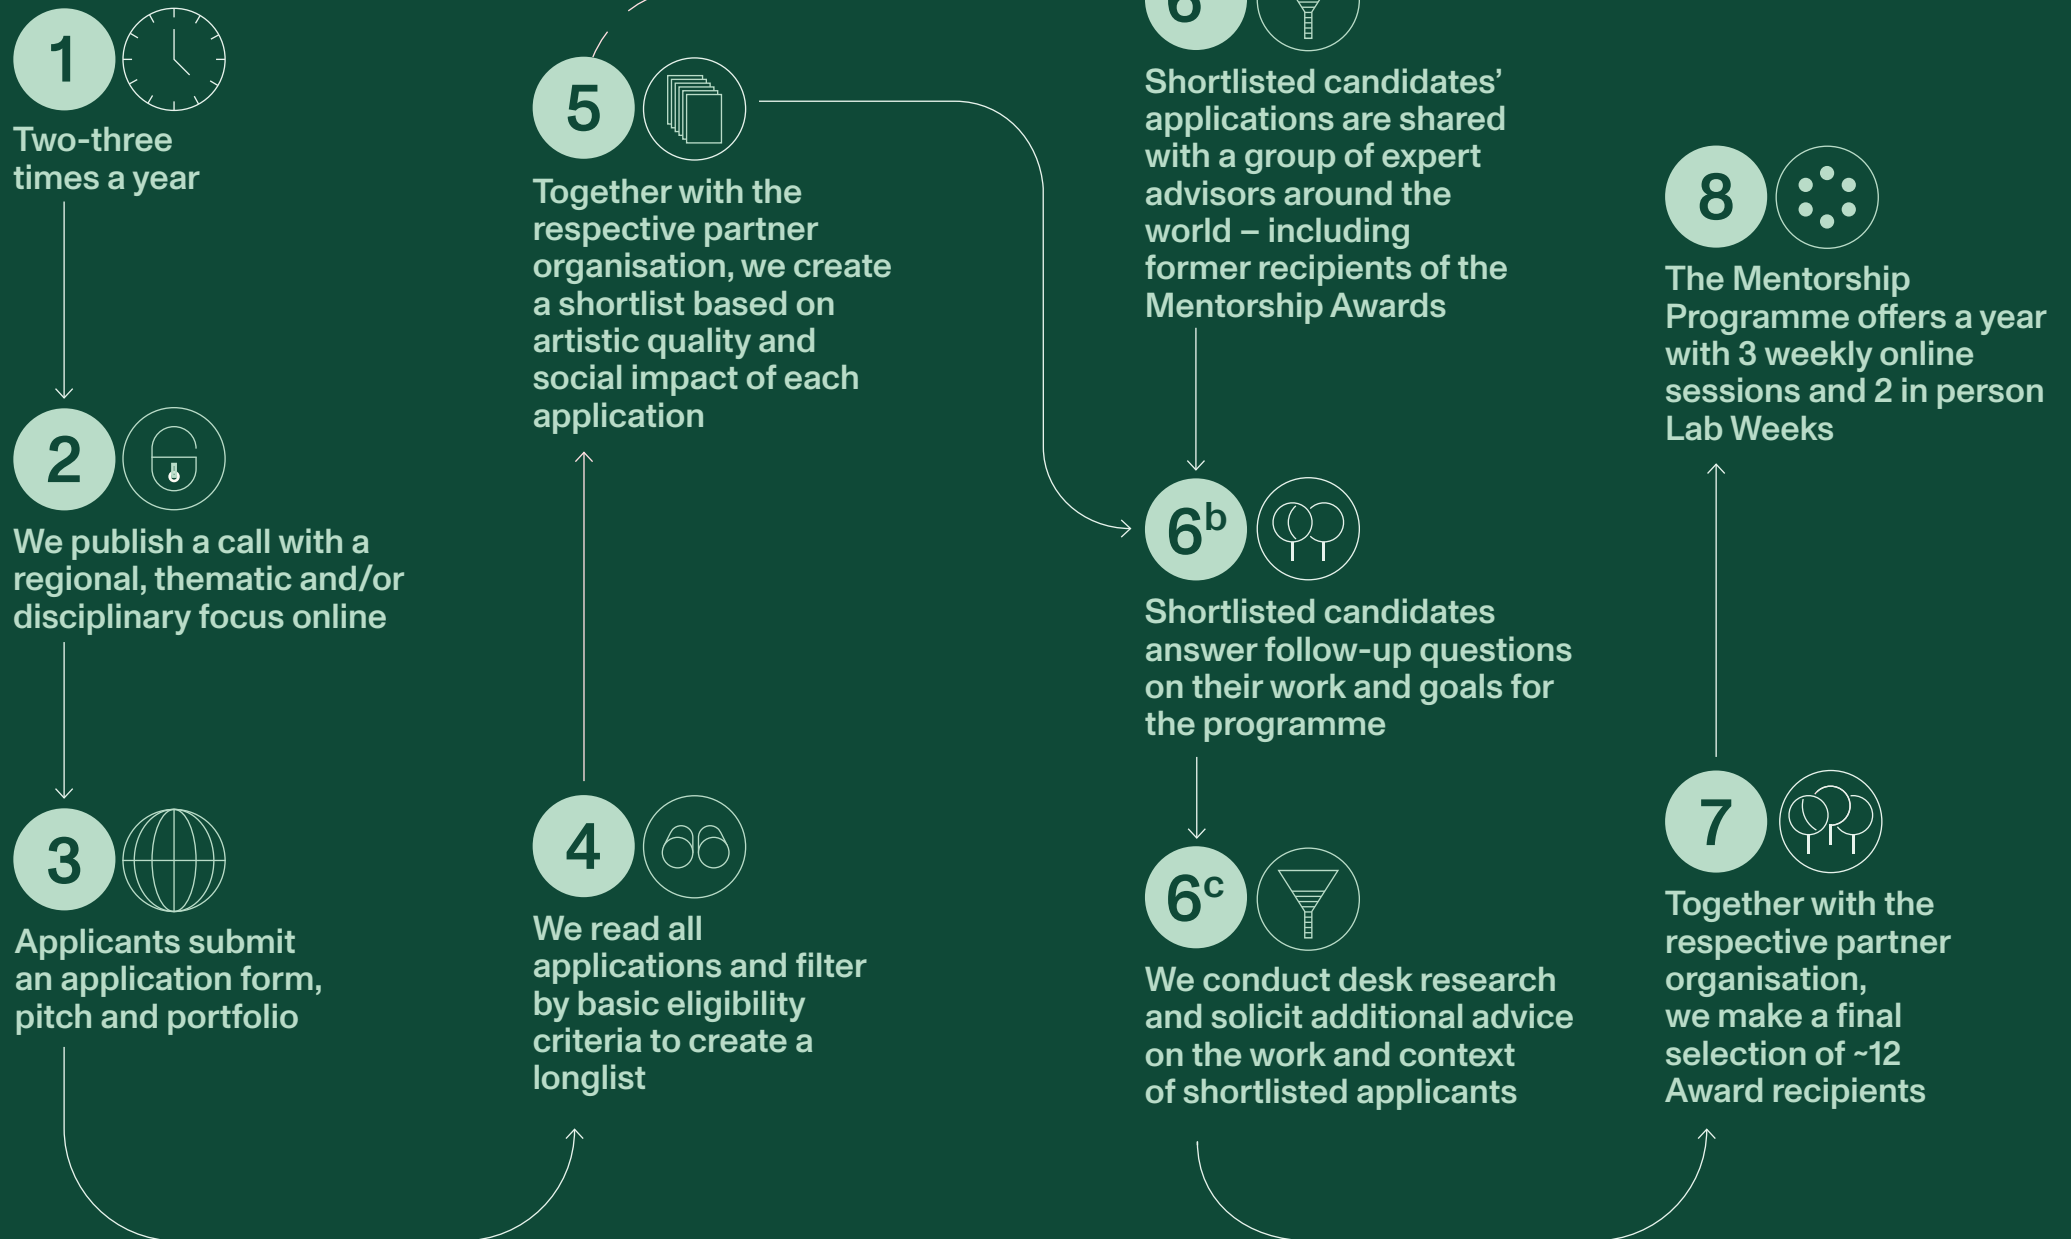 1
Two-three
times a year
2
We publish a call with a
regional, thematic and/or
disciplinary focus online
3
Applicants submit
an application form,
pitch and portfolio
4
We read all
applications and filter
by basic eligibility
criteria to create a
longlist
5
Together with the
respective partner
organisation, we create
a shortlist based on
artistic quality and
social impact of each
application
6
Shortlisted candidates’
applications are shared
with a group of expert
advisors around the
world – including
former recipients of the
Mentorship Awards
6b
Shortlisted candidates
answer follow-up questions
on their work and goals for
the programme
6c
We conduct desk research
and solicit additional advice
on the work and context
of shortlisted applicants
7
Together with the
respective partner
organisation,
we make a final
selection of ~12
Award recipients
8
The Mentorship
Programme offers a year
with 3 weekly online
sessions and 2 in person
Lab Weeks